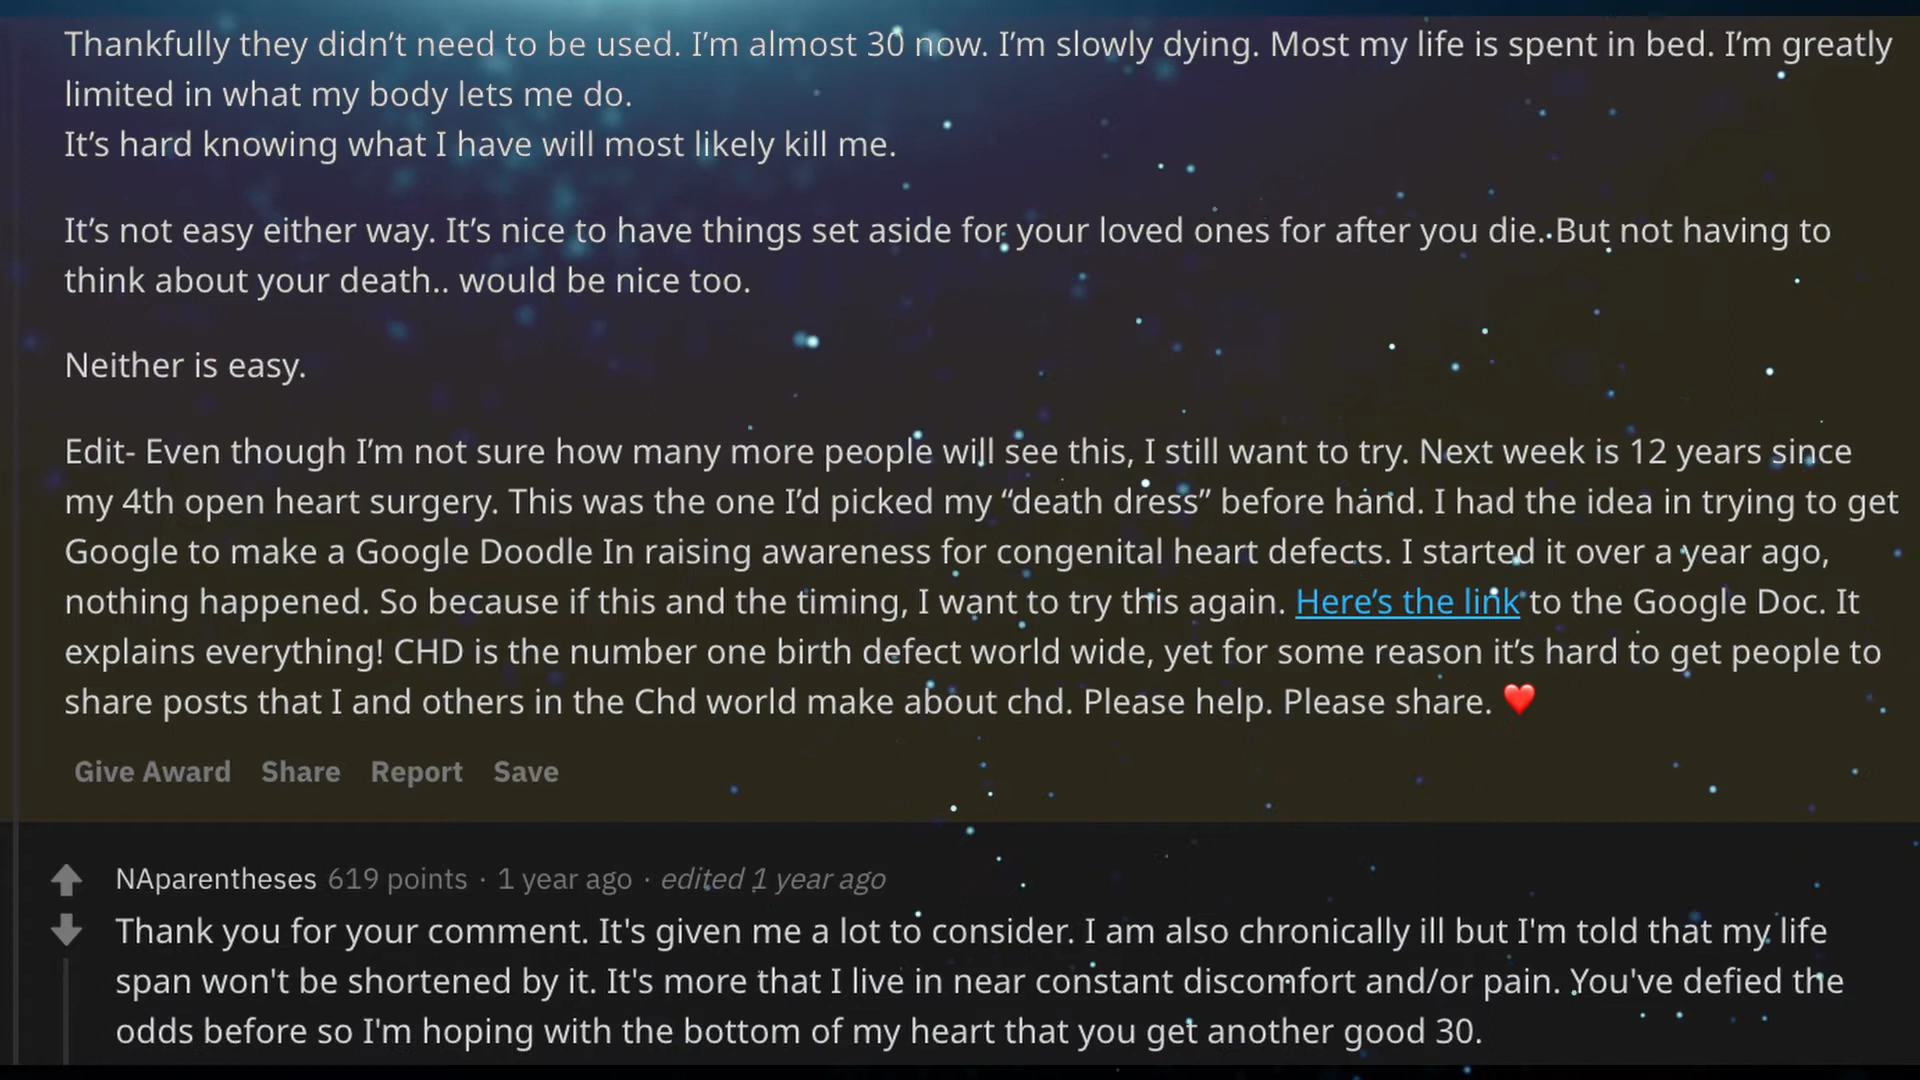 Thankfully they didn’t need to be used. I’m almost 30 now. I’m slowly dying. Most my life is spent in bed. I’m greatly
limited in what my body lets me do.
It’s hard knowing what I have will most likely kill me.
It’s not easy either way. It’s nice to have things set aside for your loved ones for after you die. But not having to
think about your death.. would be nice too.
Neither is easy.
Edit- Even though I’m not sure how many more people will see this, I still want to try. Next week is 12 years since
my 4th open heart surgery. This was the one I’d picked my “death dress” before hand. I had the idea in trying to get
Google to make a Google Doodle In raising awareness for congenital heart defects. I started it over a year ago,
nothing happened. So because if this and the timing, I want to try this again. Here’s the link to the Google Doc. It
explains everything! CHD is the number one birth defect world wide, yet for some reason it’s hard to get people to
share posts that I and others in the Chd world make about chd. Please help. Please share. ❤️
Give Award Share Report Save
NAparentheses 619 points · 1 year ago · edited 1 year ago
Thank you for your comment. It's given me a lot to consider. I am also chronically ill but I'm told that my life
span won't be shortened by it. It's more that I live in near constant discomfort and/or pain. You've defied the
odds before so I'm hoping with the bottom of my heart that you get another good 30.